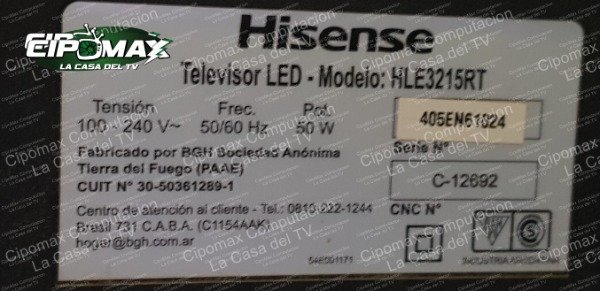 CIPOMAX
LA CASA DEL TV
Hisense
Televisor LED - Modelo: HLE3215RT
Tensión Frec. Pot.
100 - 240 V~ 50/60 Hz 50 W
405EN61024
Serie N°
Fabricado por BGH Sociedad Anónima
Tierra del Fuego (PAAE)
CUIT N° 30-50361289-1
C-12692
CNC N°
Centro de atención al cliente - Tel.: 0810-222-1244
Brasil 731 C.A.B.A. (C1154AAK)
hogar@bgh.com.ar
INDUSTRIA ARGENTINA
Cipomax Computacion
La Casa del TV